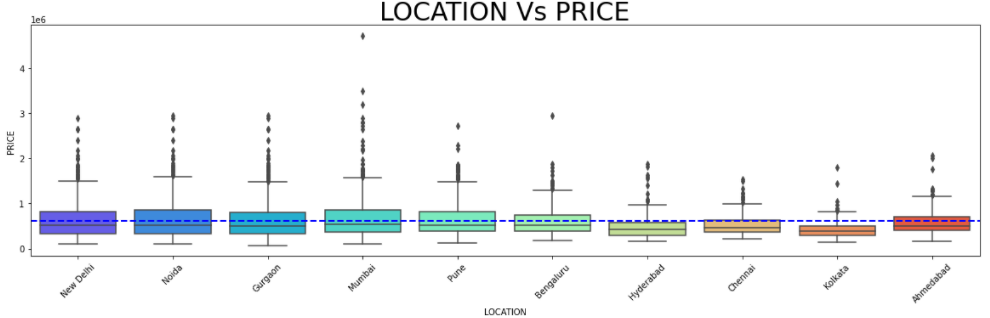 LOCATION Vs PRICE
1e6
4
3
2
1
0
PRICE
New Delhi
Noida
Gurgaon
Mumbai
Pune
Bengaluru
Hyderabad
Chennai
Kolkata
Ahmedabad
LOCATION